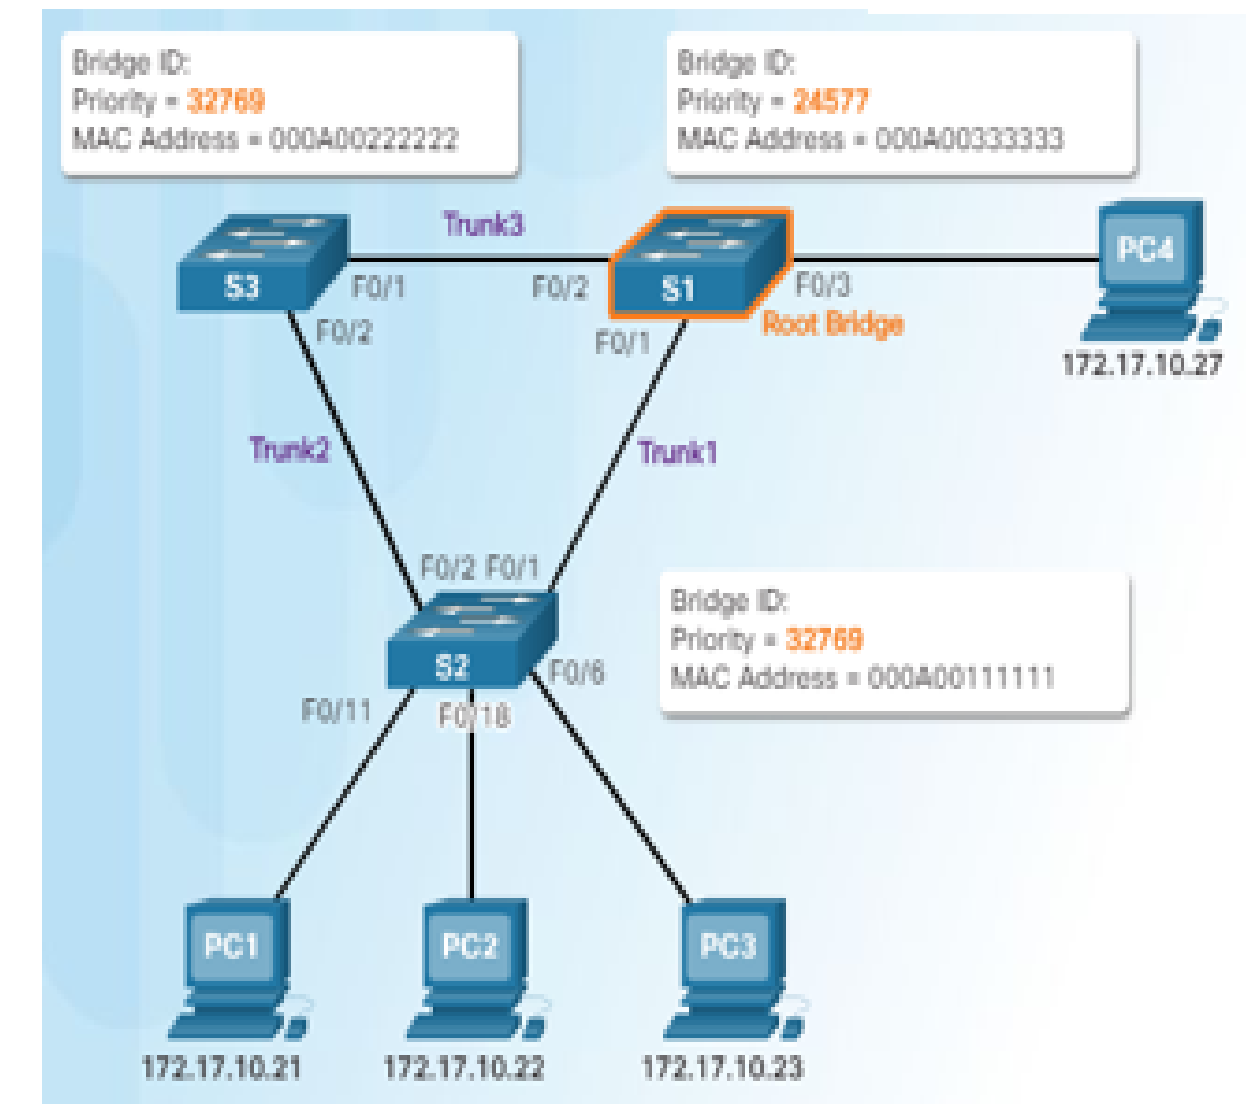 Bridge ID:
Priority = 32769
MAC Address = 000A00222222
Bridge ID:
Priority = 24577
MAC Address = 000A00333333
Trunk3
S3
F0/1
F0/2
S1
F0/3
PC4
F0/2
F0/1
Root Bridge
172.17.10.27
Trunk2
Trunk1
F0/2 F0/1
Bridge ID:
Priority = 32769
MAC Address = 000A00111111
S2
F0/6
F0/11
F0/18
PC1
PC2
PC3
172.17.10.21
172.17.10.22
172.17.10.23